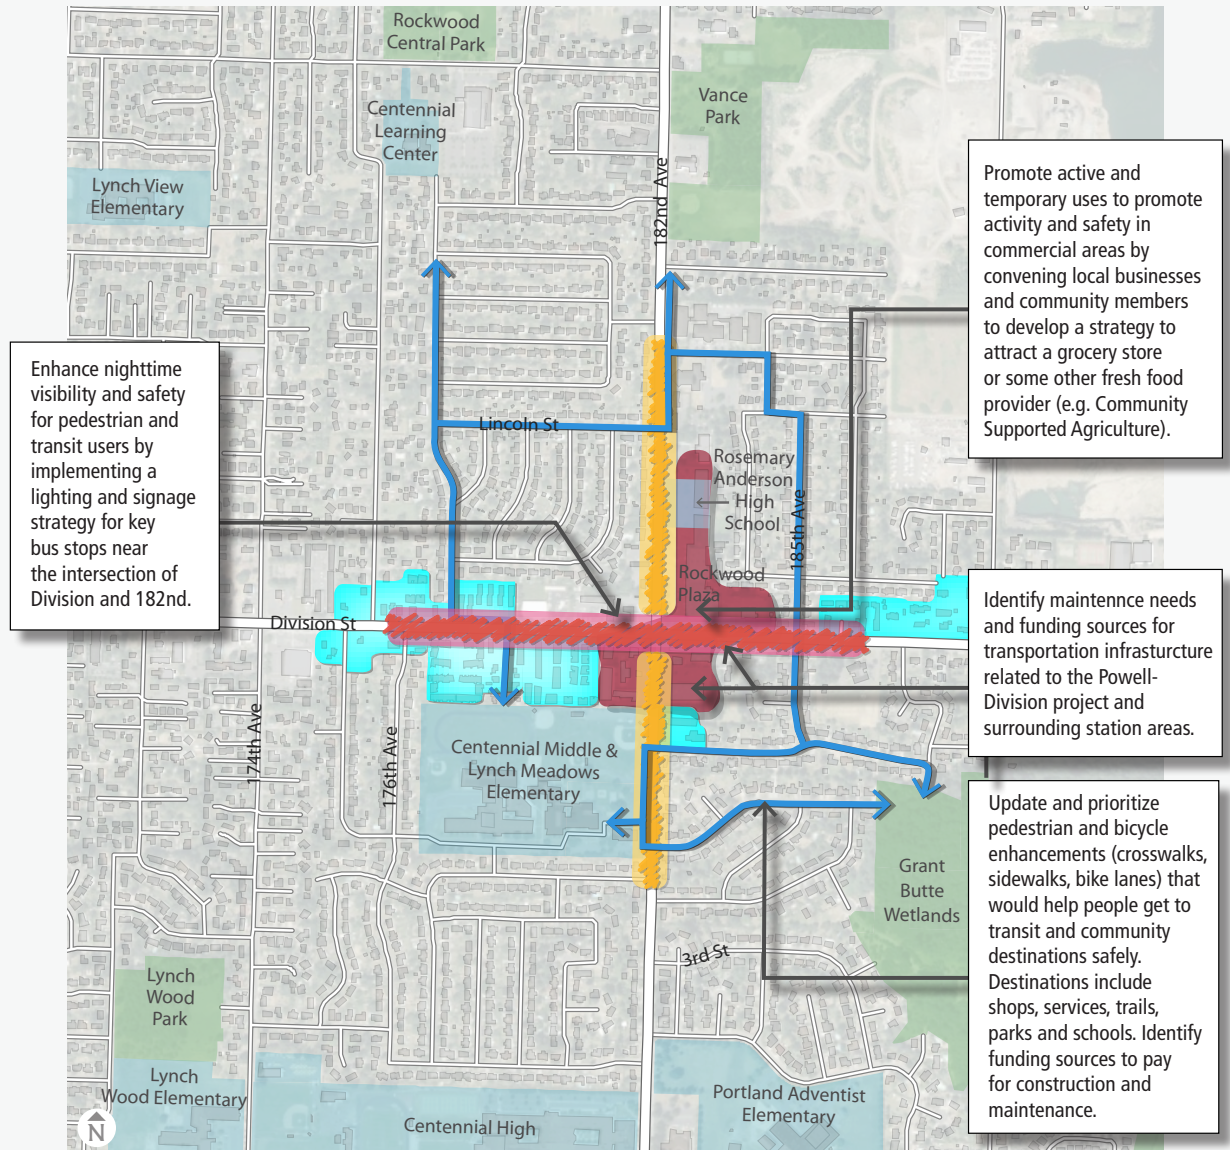 Rockwood
Central Park
Centennial
Learning
Center
Vance
Park
Lynch View
Elementary
182nd Ave
Promote active and
temporary uses to promote
activity and safety in
commercial areas by
convening local businesses
and community members
to develop a strategy to
attract a grocery store
or some other fresh food
provider (e.g. Community
Supported Agriculture).
Enhance nighttime
visibility and safety
for pedestrian and
transit users by
implementing a
lighting and signage
strategy for key
bus stops near
the intersection of
Division and 182nd.
Lincoln St
Rosemary
Anderson
High
School
185th Ave
Rockwood
Plaza
Division St
Identify maintennce needs
and funding sources for
transportation infrasturcture
related to the Powell-
Division project and
surrounding station areas.
174th Ave
176th Ave
Centennial Middle &
Lynch Meadows
Elementary
Update and prioritize
pedestrian and bicycle
enhancements (crosswalks,
sidewalks, bike lanes) that
would help people get to
transit and community
destinations safely.
Destinations include
shops, services, trails,
parks and schools. Identify
funding sources to pay
for construction and
maintenance.
Grant
Butte
Wetlands
3rd St
Lynch
Wood
Park
Lynch
Wood Elementary
Centennial High
Portland Adventist
Elementary
N